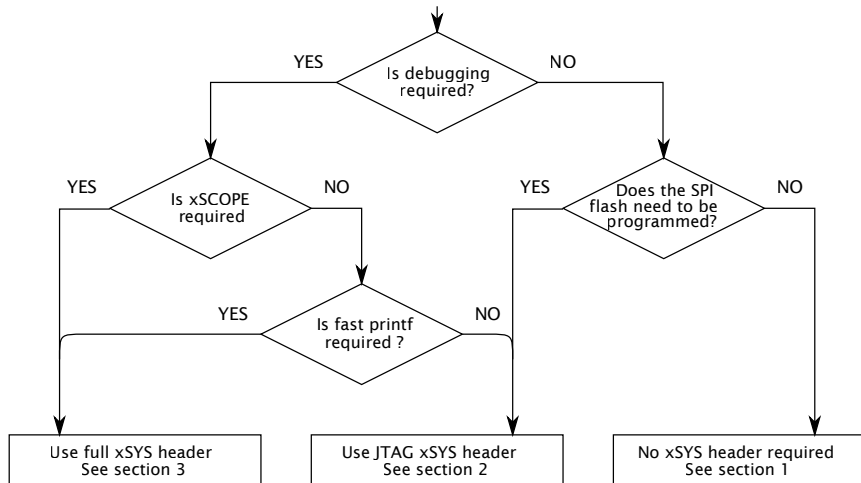 YES
NO
Is debugging
required?
YES
NO
Is xSCOPE
required
YES
NO
Does the SPI
flash need to be
programmed?
YES
NO
Is fast printf
required ?
Use full xSYS header
See section 3
Use JTAG xSYS header
See section 2
No xSYS header required
See section 1